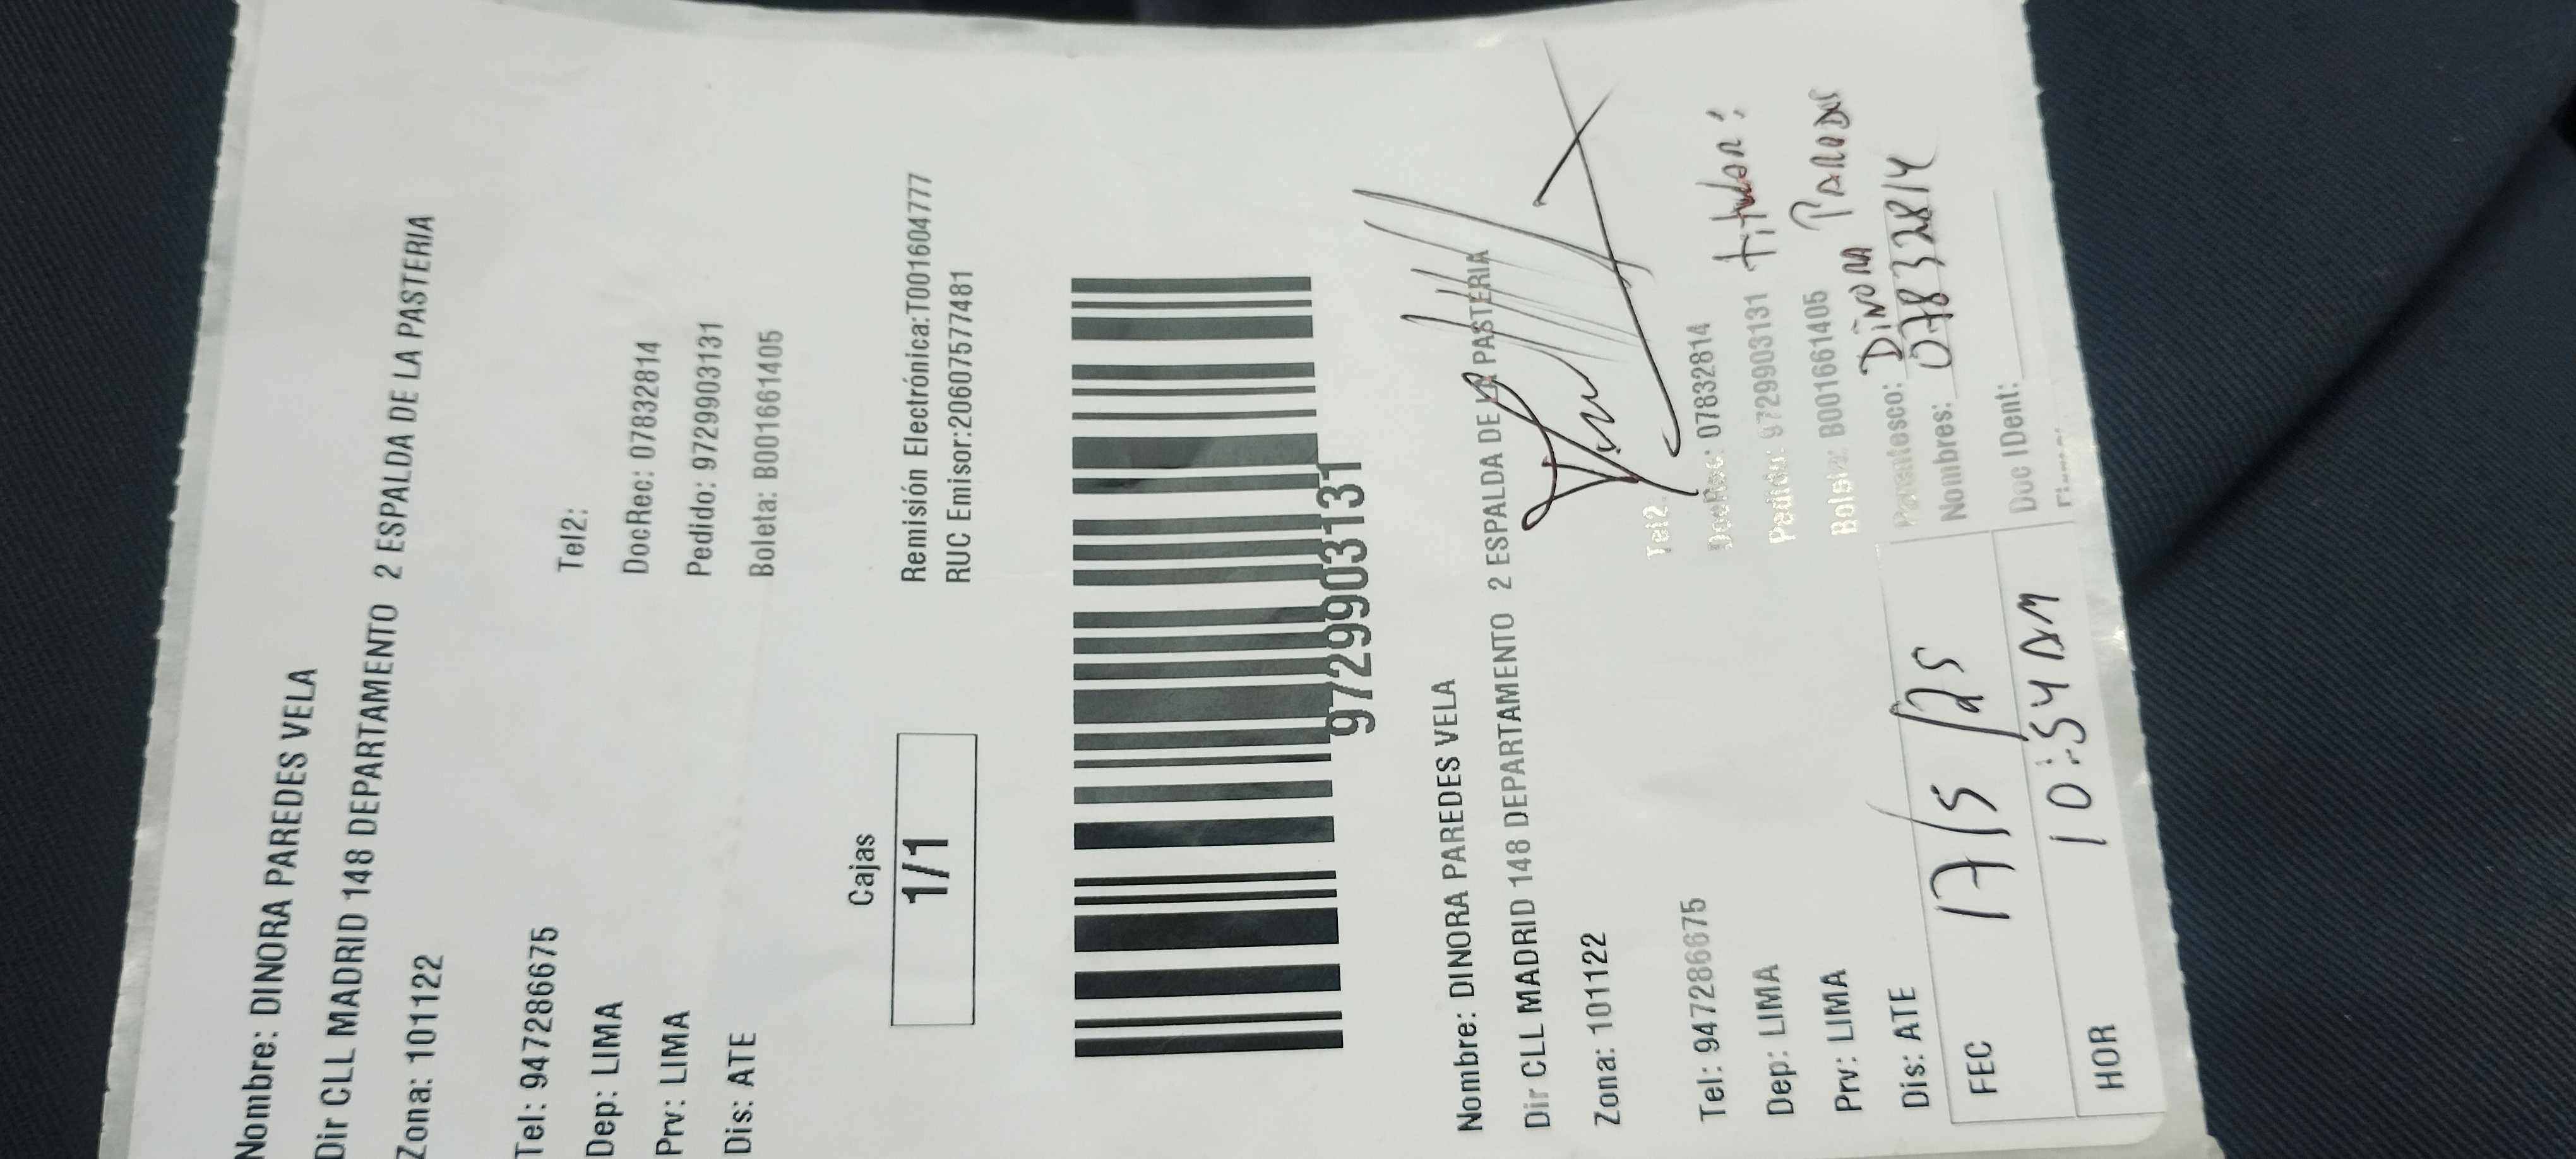 Nombre: DINORA PAREDES VELA
Dir CLL MADRID 148 DEPARTAMENTO 2 ESPALDA DE LA PASTERIA
Zona: 101122
Tel: 947286675 Tel2:
Dep: LIMA DocRec: 07832814
Prv: LIMA Pedido: 9729903131
Dis: ATE Boleta: B001661405
Cajas
1/1
Remisión Electrónica:T001604777
RUC Emisor:20607577481
9729903131
Nombre: DINORA PAREDES VELA
Dir CLL MADRID 148 DEPARTAMENTO 2 ESPALDA DE LA PASTERIA
Zona: 101122
Tel: 947286675 Tel2:
Dep: LIMA DocRec: 07832814
Prv: LIMA Pedido: 9729903131 titular
Dis: ATE Boleta: B001661405
FEC 17/5/25
HOR 10:54 AM
Parentesco: DINORA PAREDES
Nombres: 07832814
Doc IDent: